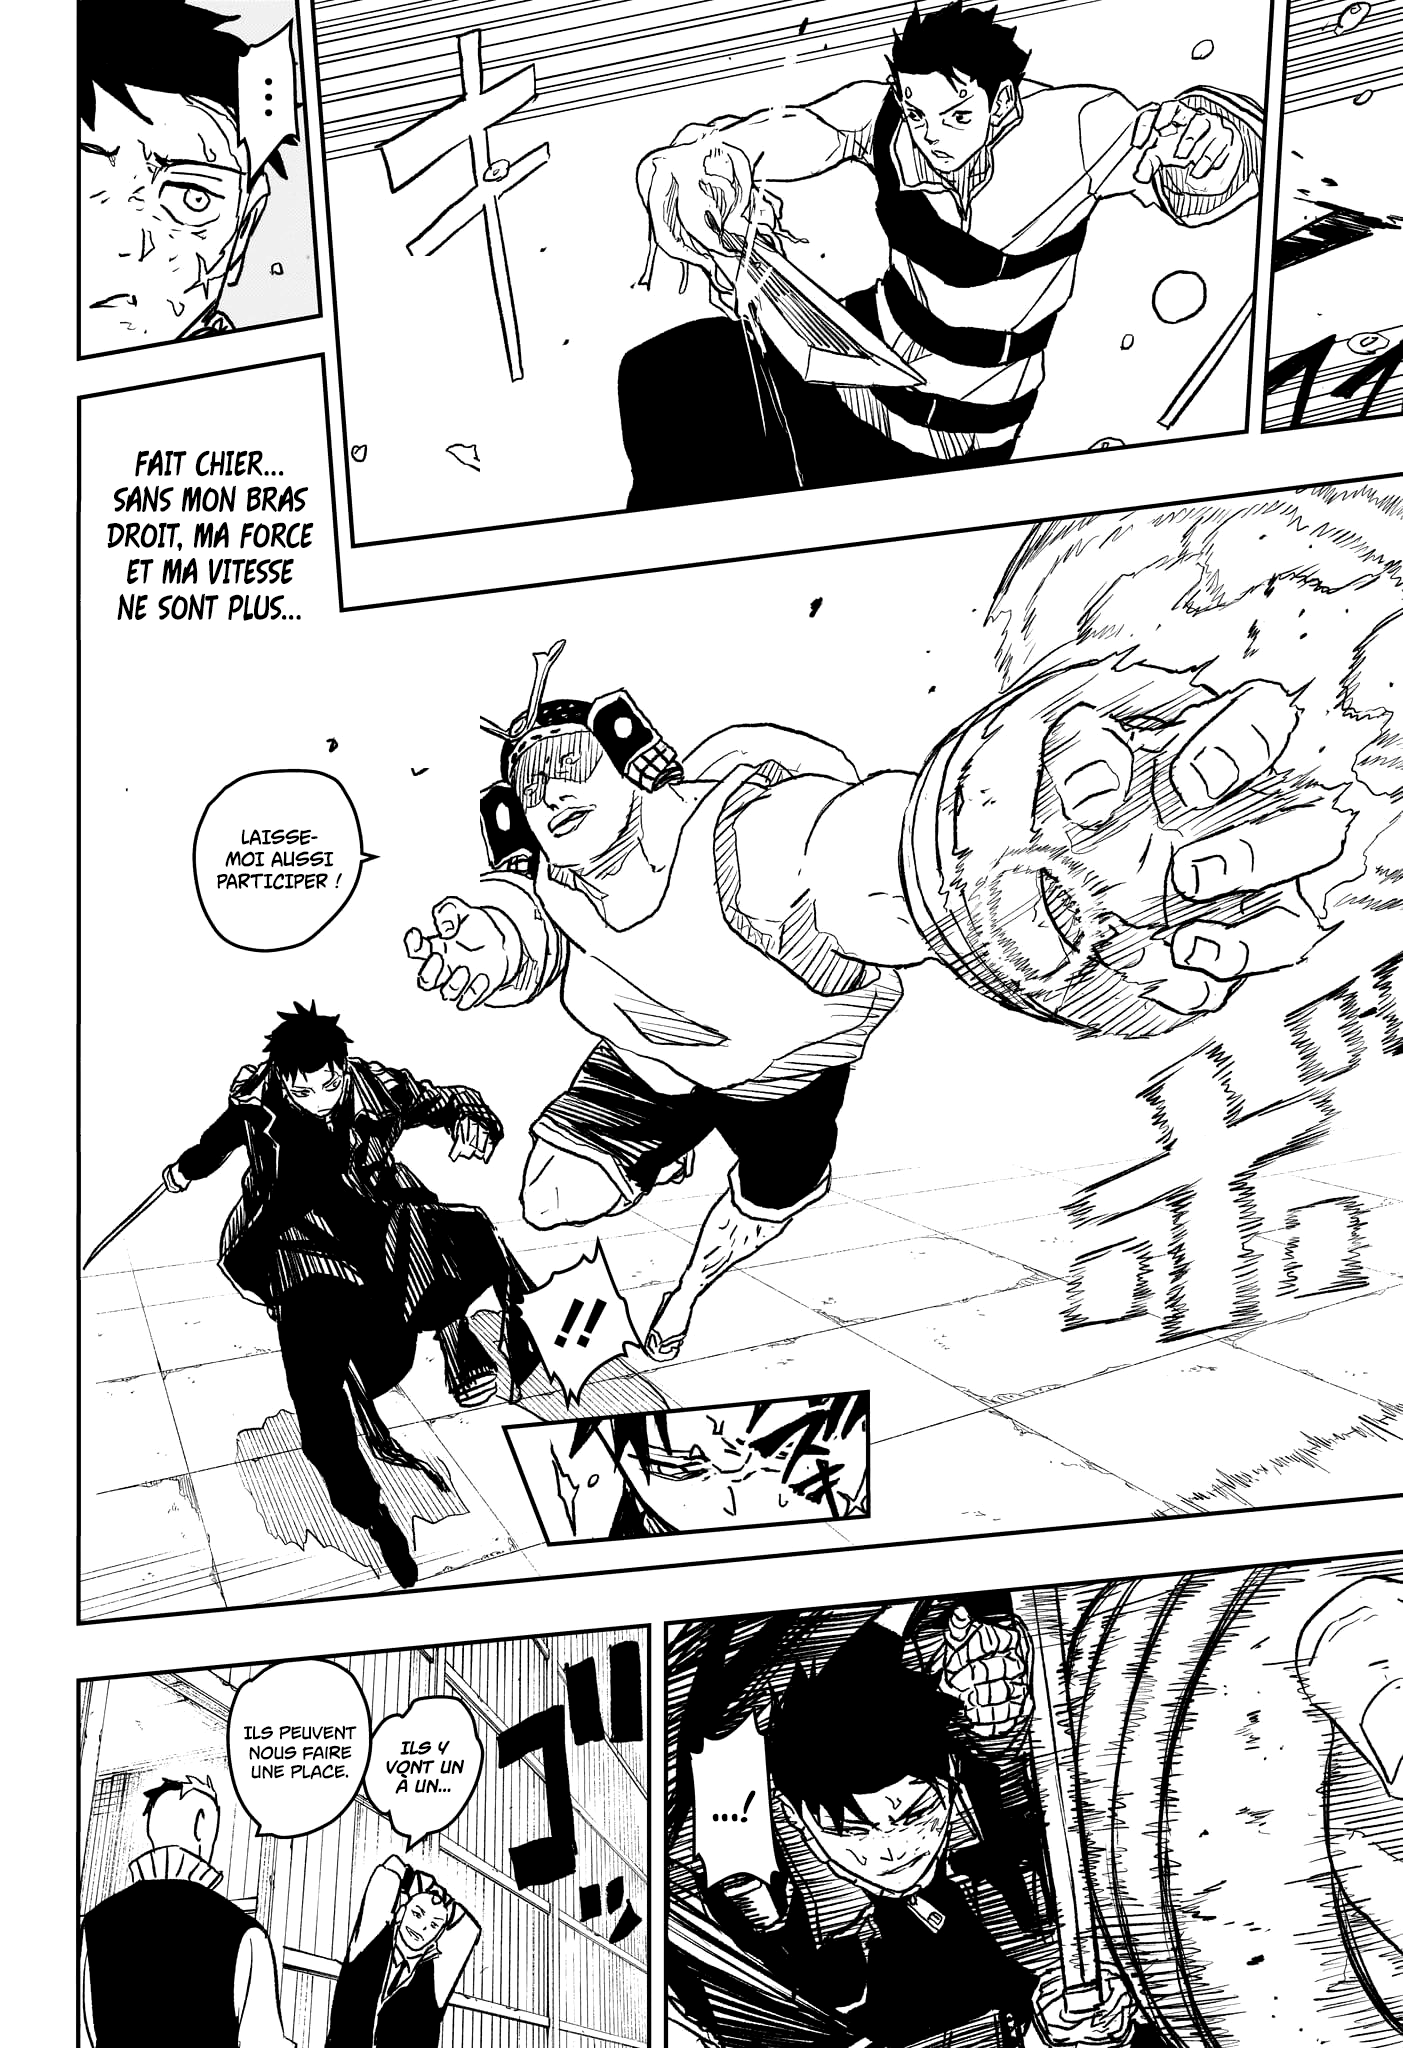 ...
FAIT CHIER...
SANS MON BRAS
DROIT, MA FORCE
ET MA VITESSE
NE SONT PLUS...
LAISSE-
MOI AUSSI
PARTICIPER !
!!
...!
ILS Y
VONT UN
À UN...
ILS PEUVENT
NOUS FAIRE
UNE PLACE.